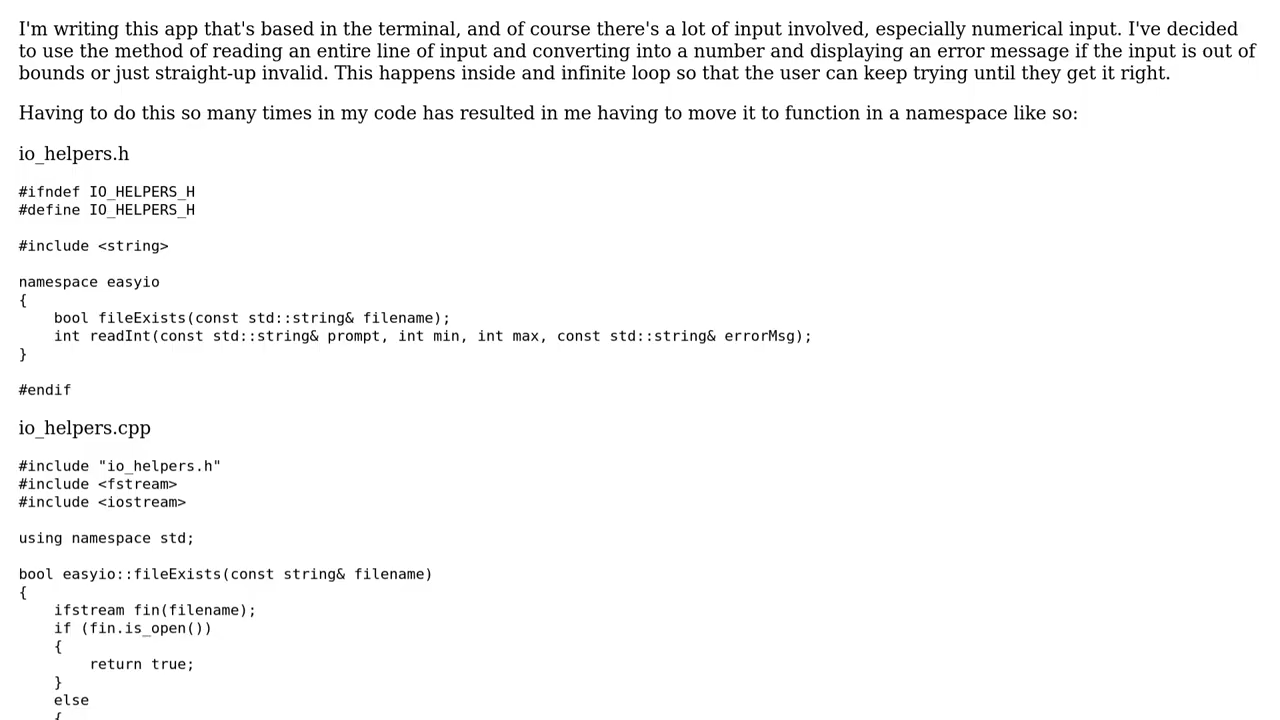 I'm writing this app that's based in the terminal, and of course there's a lot of input involved, especially numerical input. I've decided
to use the method of reading an entire line of input and converting into a number and displaying an error message if the input is out of
bounds or just straight-up invalid. This happens inside and infinite loop so that the user can keep trying until they get it right.
Having to do this so many times in my code has resulted in me having to move it to function in a namespace like so:
io_helpers.h
#ifndef IO_HELPERS_H
#define IO_HELPERS_H
#include <string>
namespace easyio
{
    bool fileExists(const std::string& filename);
    int readInt(const std::string& prompt, int min, int max, const std::string& errorMsg);
}
#endif
io_helpers.cpp
#include "io_helpers.h"
#include <fstream>
#include <iostream>
using namespace std;
bool easyio::fileExists(const string& filename)
{
    ifstream fin(filename);
    if (fin.is_open())
    {
        return true;
    }
    else
    {